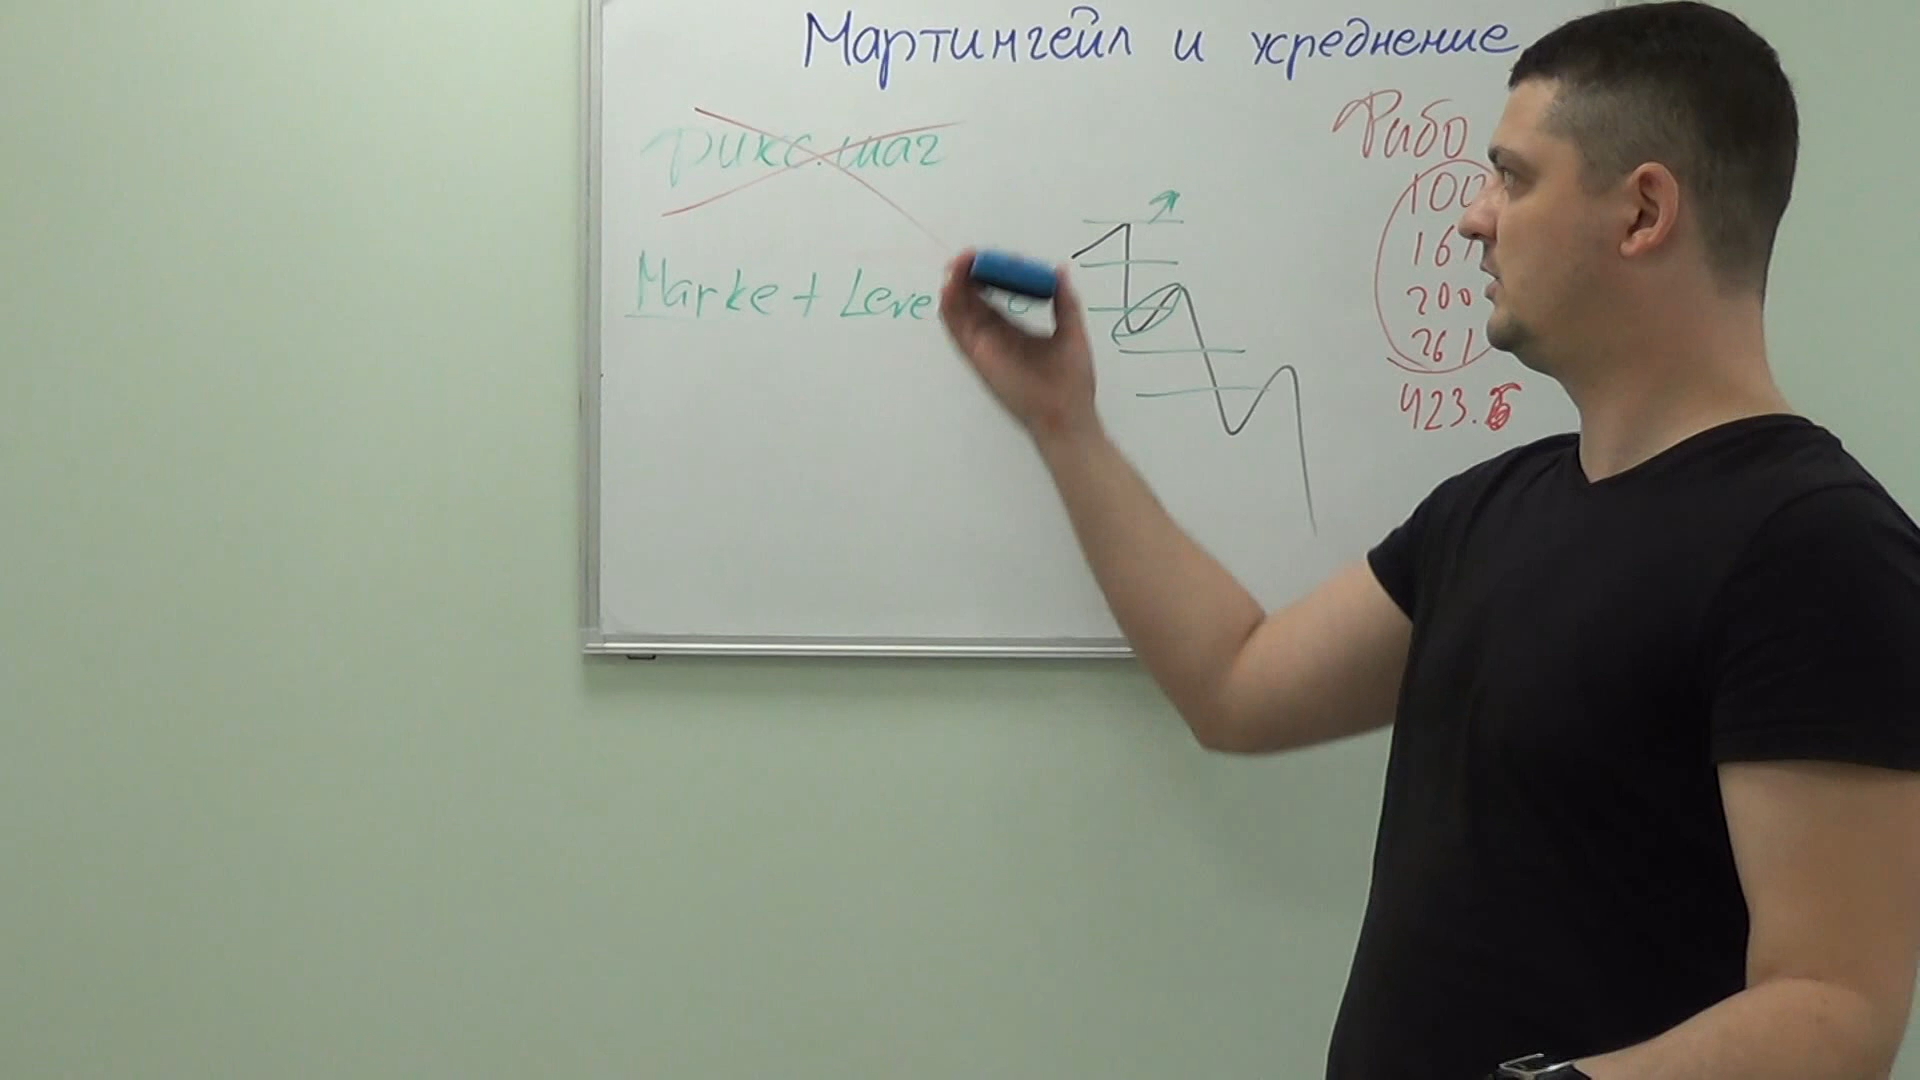 Мартингейл и усреднение
фикс. шаг
Фибо
100
161
200
261
423.6
Market Level